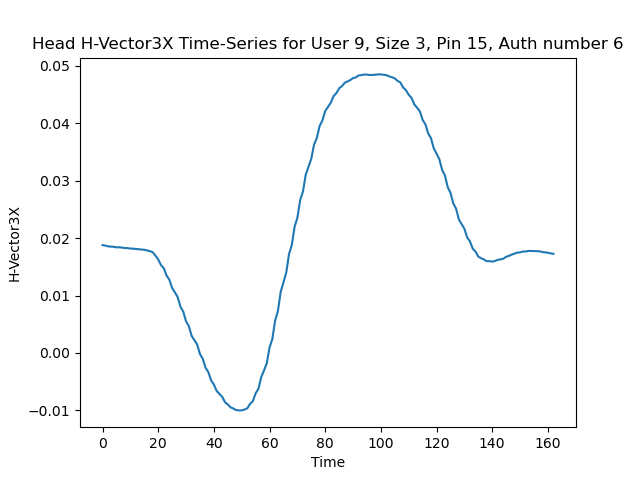 Head H-Vector3X Time-Series for User 9, Size 3, Pin 15, Auth number 6
0.05
0.04
0.03
0.02
0.01
0.00
−0.01
H-Vector3X
0 20 40 60 80 100 120 140 160
Time